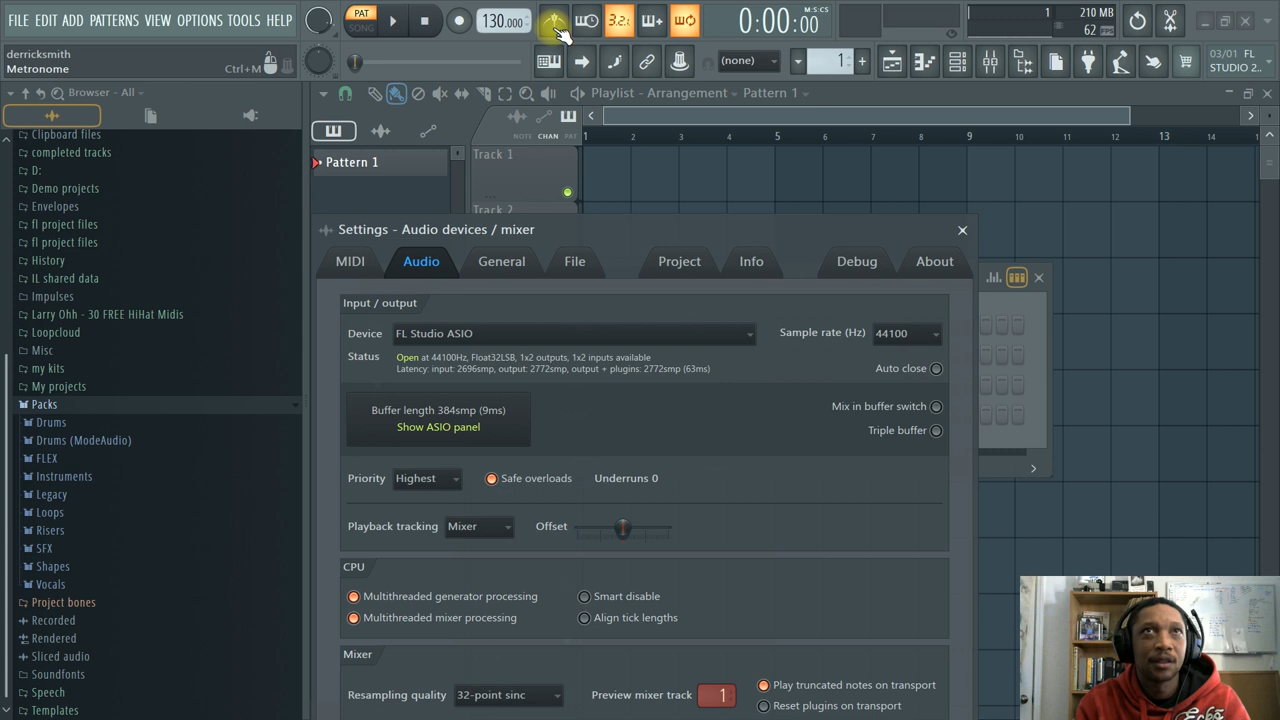 FILE EDIT ADD PATTERNS VIEW OPTIONS TOOLS HELP
PAT
SONG
130.000
3.2.
0:00:00
M:S:CS
1
210 MB
62
derricksmith
Metronome
Ctrl+M
(none)
1
03/01 FL
STUDIO 2...
Browser - All
Clipboard files
completed tracks
D:
Demo projects
Envelopes
fl project files
fl project files
History
IL shared data
Impulses
Larry Ohh - 30 FREE HiHat Midis
Loopcloud
Misc
my kits
My projects
Packs
Drums
Drums (ModeAudio)
FLEX
Instruments
Legacy
Loops
Risers
SFX
Shapes
Vocals
Project bones
Recorded
Rendered
Sliced audio
Soundfonts
Speech
Templates
Playlist - Arrangement
Pattern 1
NOTE CHAN PAT
1 2 3 4 5 6 7 8 9 10 11 12 13 14
Pattern 1
Track 1
Track 2
Settings - Audio devices / mixer
MIDI Audio General File Project Info Debug About
Input / output
Device FL Studio ASIO Sample rate (Hz) 44100
Status Open at 44100Hz, Float32LSB, 1x2 outputs, 1x2 inputs available
Latency: input: 2696smp, output: 2772smp, output + plugins: 2772smp (63ms)
Auto close
Buffer length 384smp (9ms)
Show ASIO panel
Mix in buffer switch
Triple buffer
Priority Highest Safe overloads Underruns 0
Playback tracking Mixer Offset
CPU
Multithreaded generator processing Smart disable
Multithreaded mixer processing Align tick lengths
Mixer
Resampling quality 32-point sinc Preview mixer track 1 Play truncated notes on transport
Reset plugins on transport